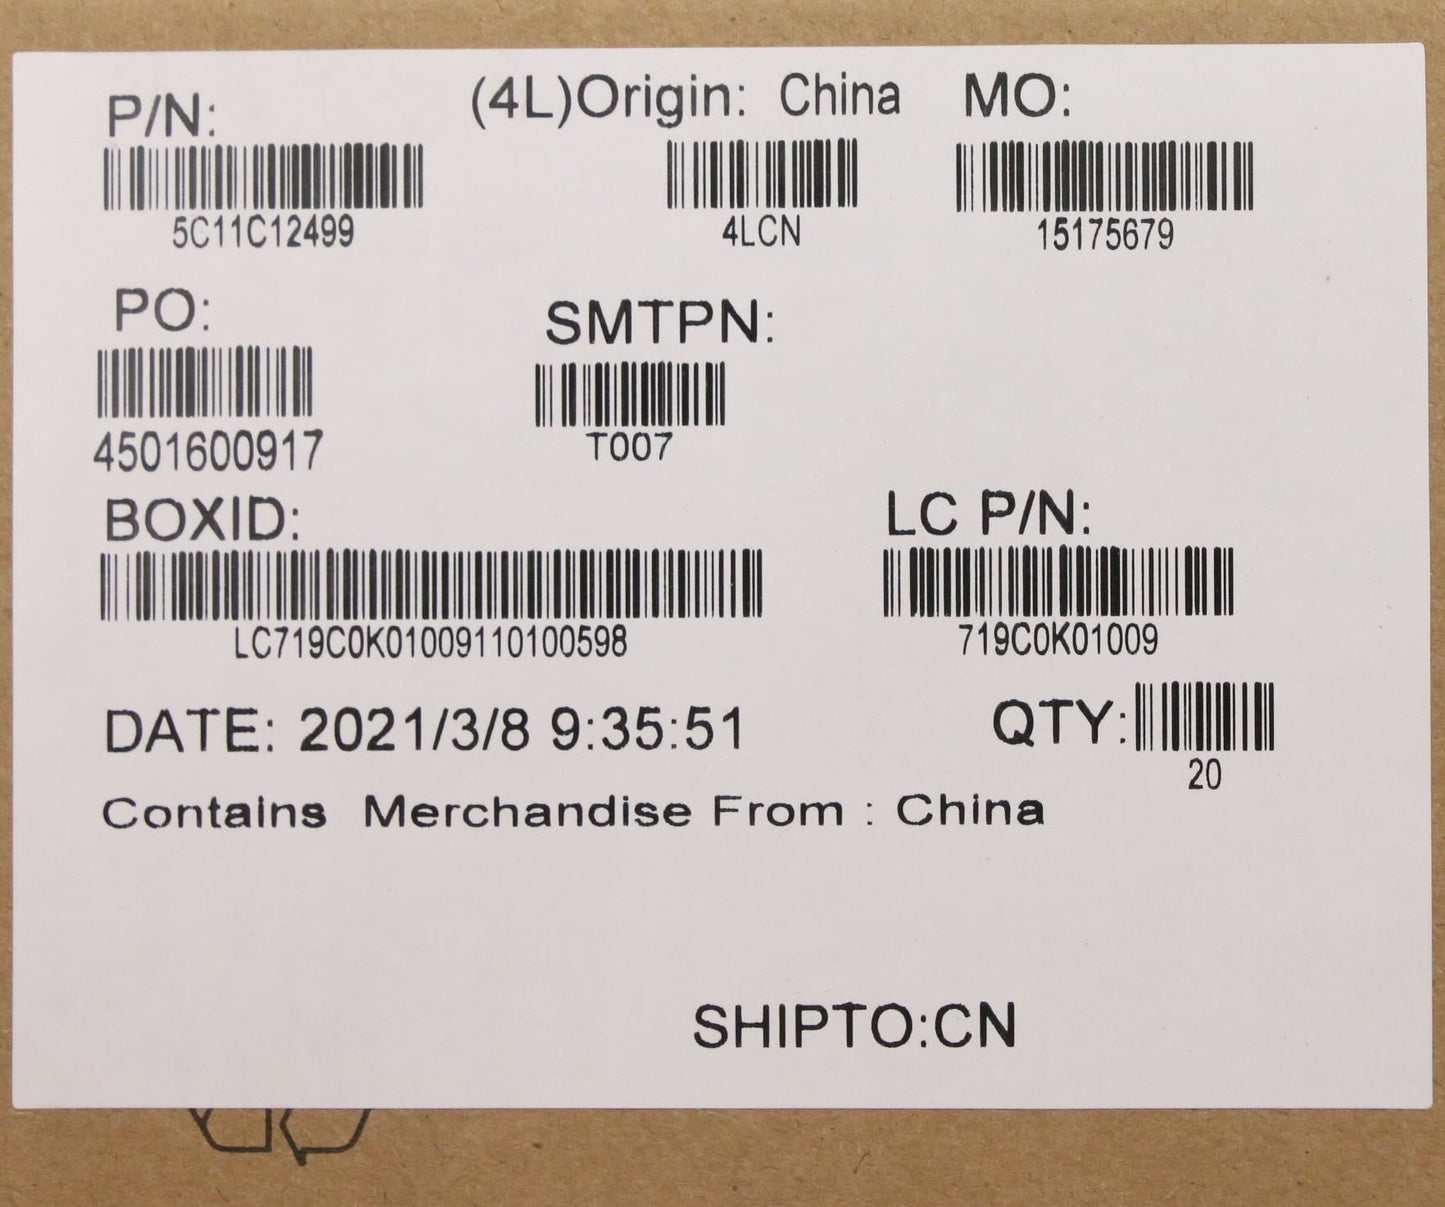 P/N:
(4L)Origin: China
MO:
5C11C12499
4LCN
15175679
PO:
SMTPN:
4501600917
T007
BOXID:
LC P/N:
LC719C0K01009110100598
719C0K01009
DATE: 2021/3/8 9:35:51
QTY:
20
Contains Merchandise From : China
SHIPTO:CN